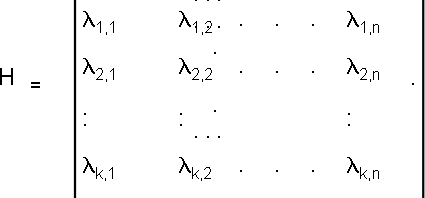 λ1,1 λ1,2 . . . λ1,n
H = λ2,1 λ2,2 . . . λ2,n .
: : :
λk,1 λk,2 . . . λk,n